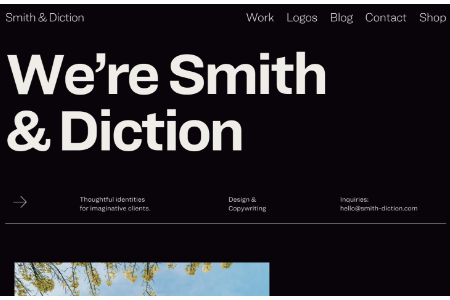 Smith & Diction
Work Logos Blog Contact Shop
We’re Smith
& Diction
Thoughtful identities
for imaginative clients.
Design &
Copywriting
Inquiries:
hello@smith-diction.com